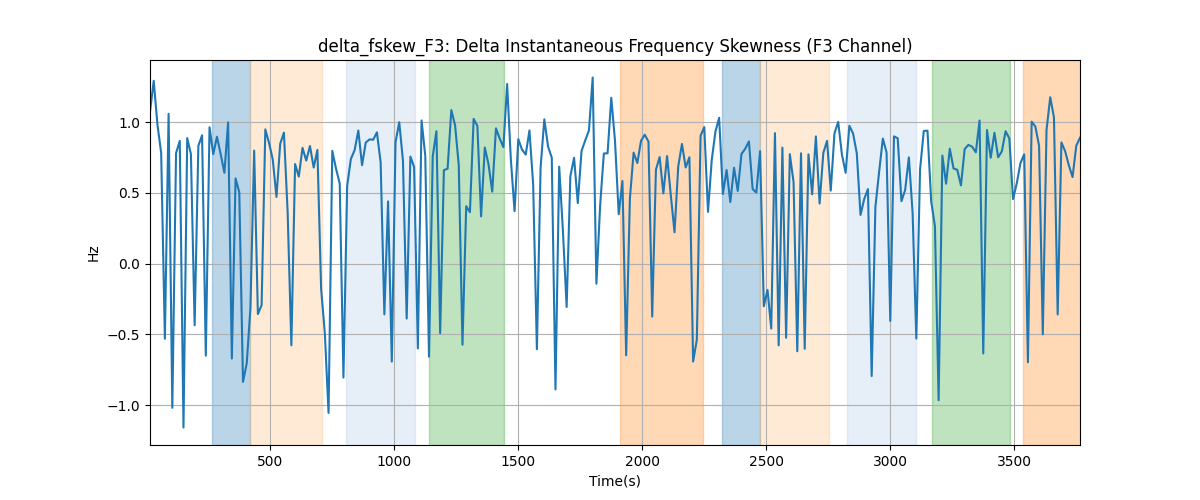 delta_fskew_F3: Delta Instantaneous Frequency Skewness (F3 Channel)
1.0
0.5
0.0
−0.5
−1.0
Hz
500 1000 1500 2000 2500 3000 3500
Time(s)